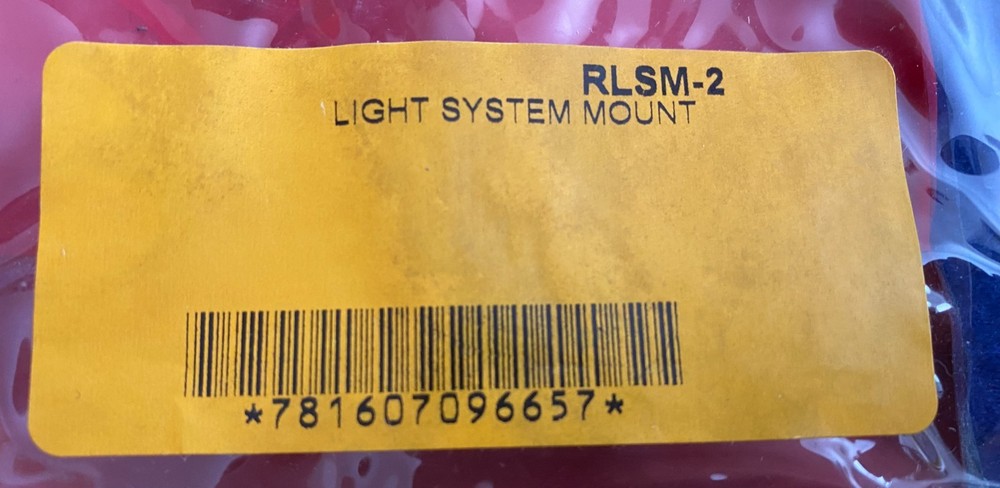 RLSM-2
LIGHT SYSTEM MOUNT
*781607096657*